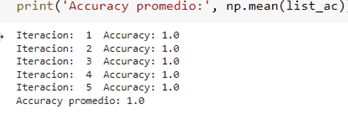 print('Accuracy promedio:', np.mean(list_ac)
Iteracion:  1  Accuracy: 1.0
Iteracion:  2  Accuracy: 1.0
Iteracion:  3  Accuracy: 1.0
Iteracion:  4  Accuracy: 1.0
Iteracion:  5  Accuracy: 1.0
Accuracy promedio: 1.0